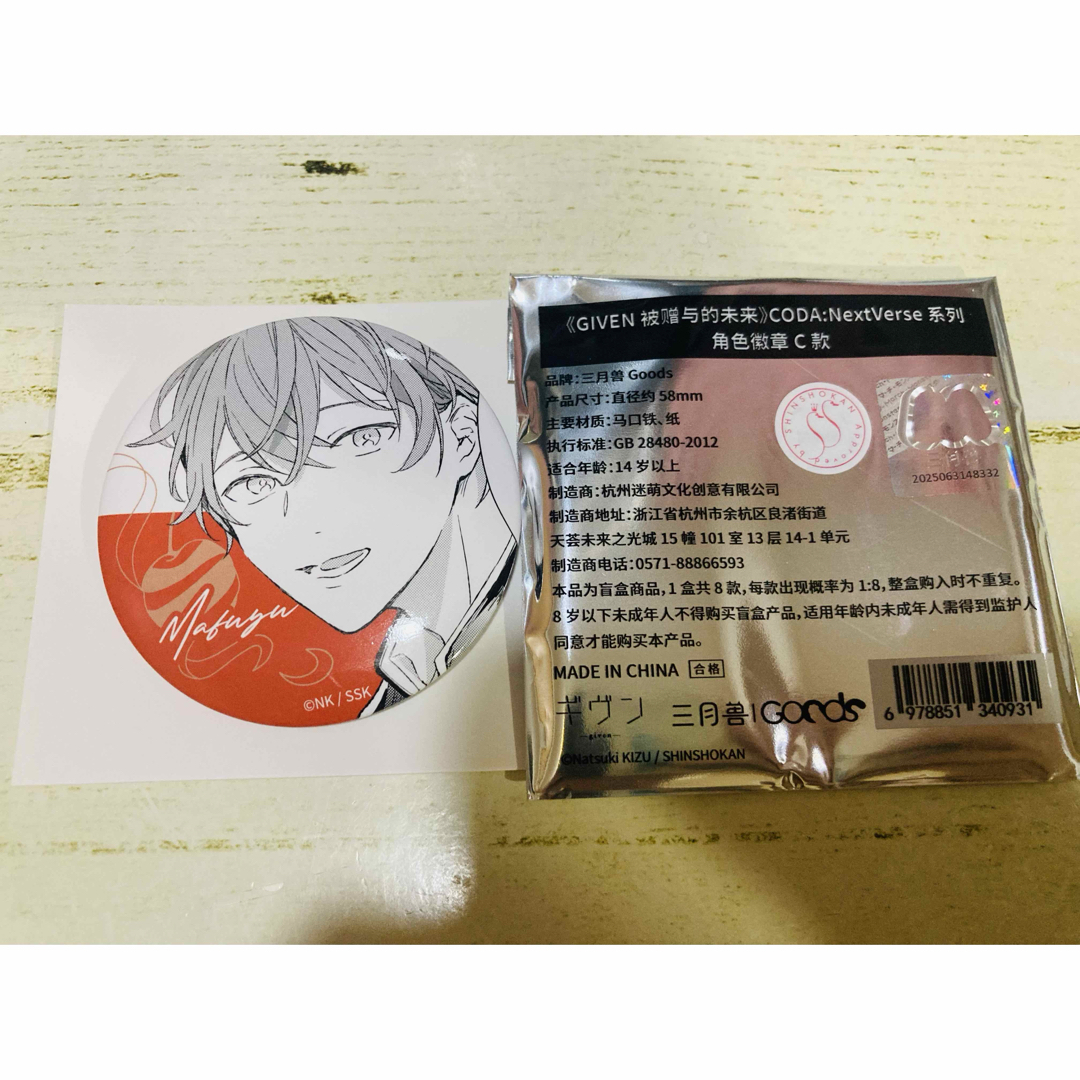 Mafuyu
©NK / SSK
《GIVEN 被赠与的未来》CODA:NextVerse 系列
角色徽章 C 款
品牌:三月兽 Goods
产品尺寸:直径约 58mm
主要材质:马口铁、纸
执行标准:GB 28480-2012
适合年龄:14 岁以上
制造商:杭州迷萌文化创意有限公司
制造商地址:浙江省杭州市余杭区良渚街道
天荟未来之光城 15 幢 101 室 13 层 14-1 单元
制造商电话:0571-88866593
本品为盲盒商品,1 盒共 8 款,每款出现概率为 1:8,整盒购入时不重复。
8 岁以下未成年人不得购买盲盒产品,适用年龄内未成年人需得到监护人
同意才能购买本产品。
MADE IN CHINA 合格
SHINSHOKAN Approved by
2025063148332
ギヴン
given
三月兽 Goods
6 978851 340931
©Natsuki KIZU / SHINSHOKAN